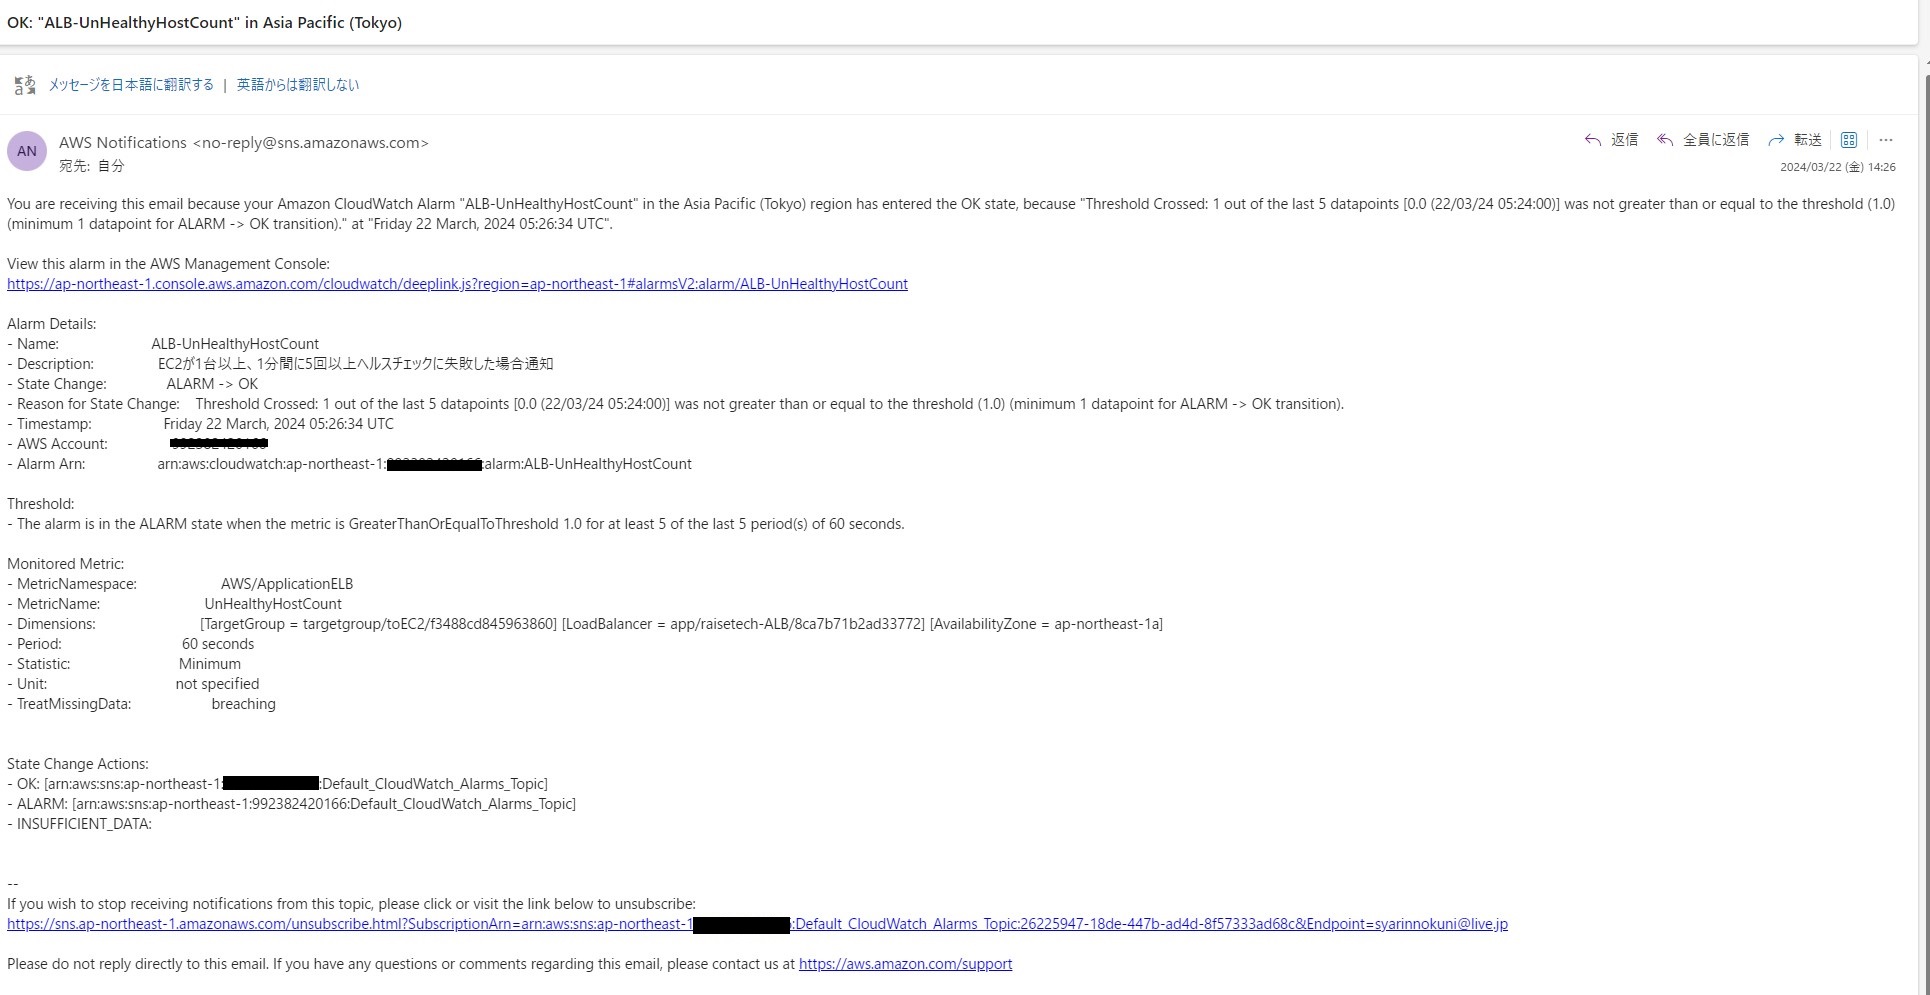 OK: "ALB-UnHealthyHostCount" in Asia Pacific (Tokyo)
メッセージを日本語に翻訳する | 英語からは翻訳しない
AN
AWS Notifications <no-reply@sns.amazonaws.com>
宛先: 自分
返信 全員に返信 転送
2024/03/22 (金) 14:26
You are receiving this email because your Amazon CloudWatch Alarm "ALB-UnHealthyHostCount" in the Asia Pacific (Tokyo) region has entered the OK state, because "Threshold Crossed: 1 out of the last 5 datapoints [0.0 (22/03/24 05:24:00)] was not greater than or equal to the threshold (1.0)
(minimum 1 datapoint for ALARM -> OK transition)." at "Friday 22 March, 2024 05:26:34 UTC".
View this alarm in the AWS Management Console:
https://ap-northeast-1.console.aws.amazon.com/cloudwatch/deeplink.js?region=ap-northeast-1#alarmsV2:alarm/ALB-UnHealthyHostCount
Alarm Details:
- Name: ALB-UnHealthyHostCount
- Description: EC2が1台以上、1分間に5回以上ヘルスチェックに失敗した場合通知
- State Change: ALARM -> OK
- Reason for State Change: Threshold Crossed: 1 out of the last 5 datapoints [0.0 (22/03/24 05:24:00)] was not greater than or equal to the threshold (1.0) (minimum 1 datapoint for ALARM -> OK transition).
- Timestamp: Friday 22 March, 2024 05:26:34 UTC
- AWS Account:
- Alarm Arn: arn:aws:cloudwatch:ap-northeast-1: :alarm:ALB-UnHealthyHostCount
Threshold:
- The alarm is in the ALARM state when the metric is GreaterThanOrEqualToThreshold 1.0 for at least 5 of the last 5 period(s) of 60 seconds.
Monitored Metric:
- MetricNamespace: AWS/ApplicationELB
- MetricName: UnHealthyHostCount
- Dimensions: [TargetGroup = targetgroup/toEC2/f3488cd845963860] [LoadBalancer = app/raisetech-ALB/8ca7b71b2ad33772] [AvailabilityZone = ap-northeast-1a]
- Period: 60 seconds
- Statistic: Minimum
- Unit: not specified
- TreatMissingData: breaching
State Change Actions:
- OK: [arn:aws:sns:ap-northeast-1: :Default_CloudWatch_Alarms_Topic]
- ALARM: [arn:aws:sns:ap-northeast-1:992382420166:Default_CloudWatch_Alarms_Topic]
- INSUFFICIENT_DATA:
--
If you wish to stop receiving notifications from this topic, please click or visit the link below to unsubscribe:
https://sns.ap-northeast-1.amazonaws.com/unsubscribe.html?SubscriptionArn=arn:aws:sns:ap-northeast-1 :Default_CloudWatch_Alarms_Topic:26225947-18de-447b-ad4d-8f57333ad68c&Endpoint=syarinnokuni@live.jp
Please do not reply directly to this email. If you have any questions or comments regarding this email, please contact us at https://aws.amazon.com/support